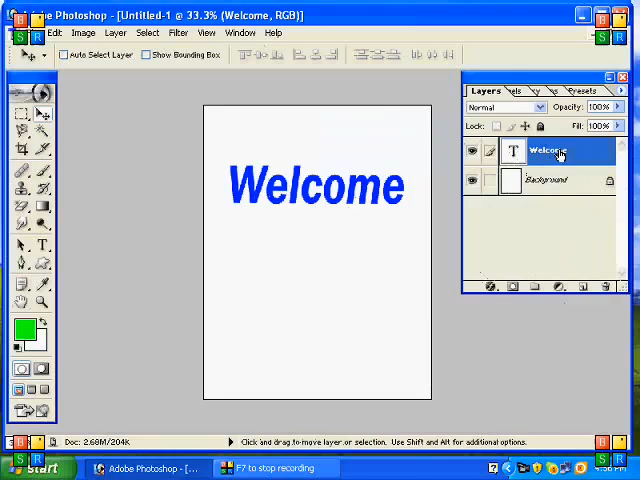 Adobe Photoshop - [Untitled-1 @ 33.3% (Welcome, RGB)]
Edit Image Layer Select Filter View Window Help
Auto Select Layer Show Bounding Box
Layers Presets
Normal Opacity: 100%
Lock: Fill: 100%
T Welcome
Background
Welcome
Doc: 2.68M/204K Click and drag to move layer or selection. Use Shift and Alt for additional options.
start Adobe Photoshop - [... F7 to stop recording
B
S R
B
S R
B
S R
B
S R